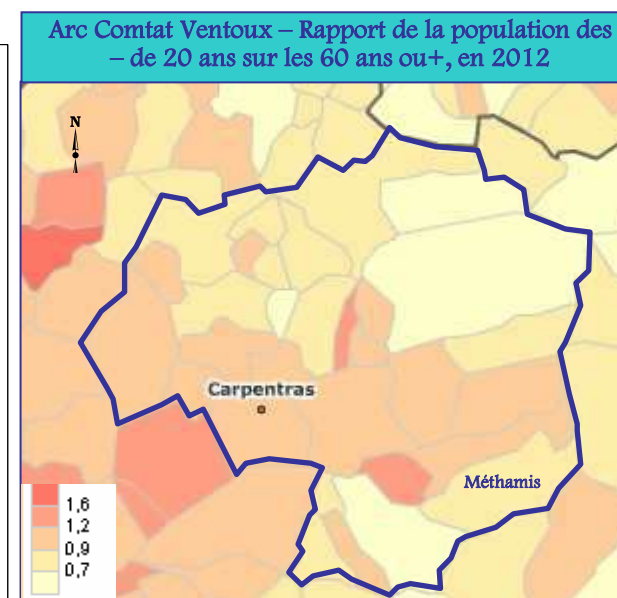 Arc Comtat Ventoux – Rapport de la population des
– de 20 ans sur les 60 ans ou+, en 2012
N
Carpentras
Méthamis
1,6
1,2
0,9
0,7